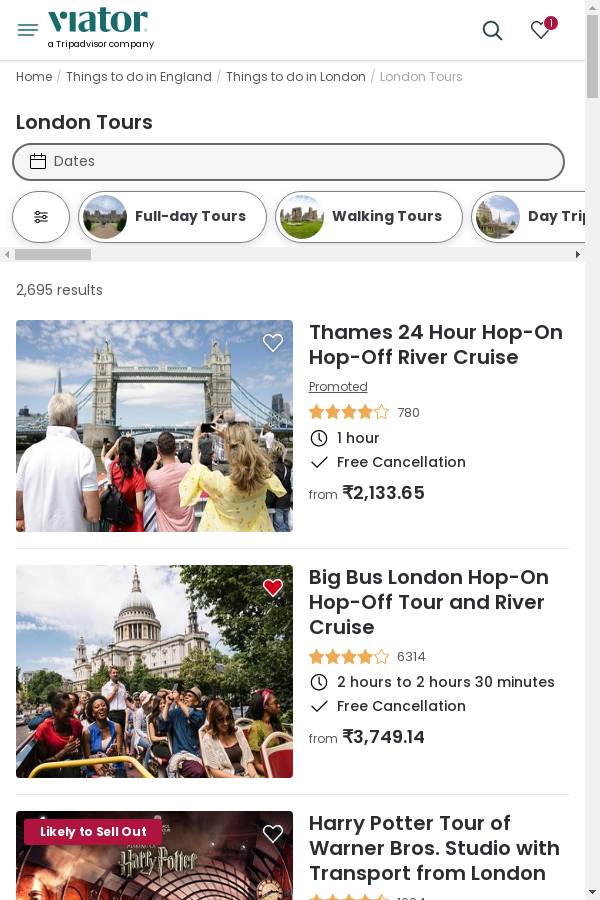 viator
a Tripadvisor company
1
Home / Things to do in England / Things to do in London / London Tours
London Tours
Dates
Full-day Tours
Walking Tours
Day Trip
2,695 results
Thames 24 Hour Hop-On
Hop-Off River Cruise
Promoted
780
1 hour
Free Cancellation
from ₹2,133.65
Big Bus London Hop-On
Hop-Off Tour and River
Cruise
6314
2 hours to 2 hours 30 minutes
Free Cancellation
from ₹3,749.14
Likely to Sell Out
Harry Potter
Harry Potter Tour of
Warner Bros. Studio with
Transport from London